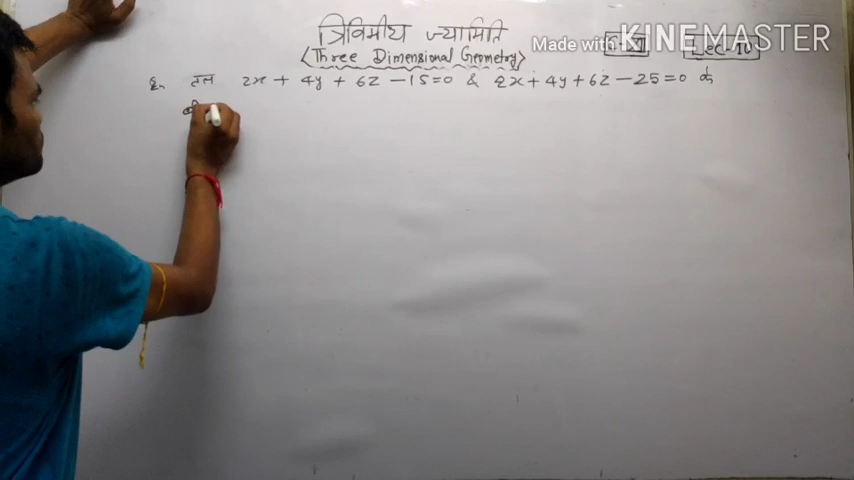 त्रिविमीय ज्यामिति
(Three Dimensional Geometry)
Made with KINEMASTER
Lec-10
Q. तल 2x + 4y + 6z - 15 = 0 & 2x + 4y + 6z - 25 = 0 के